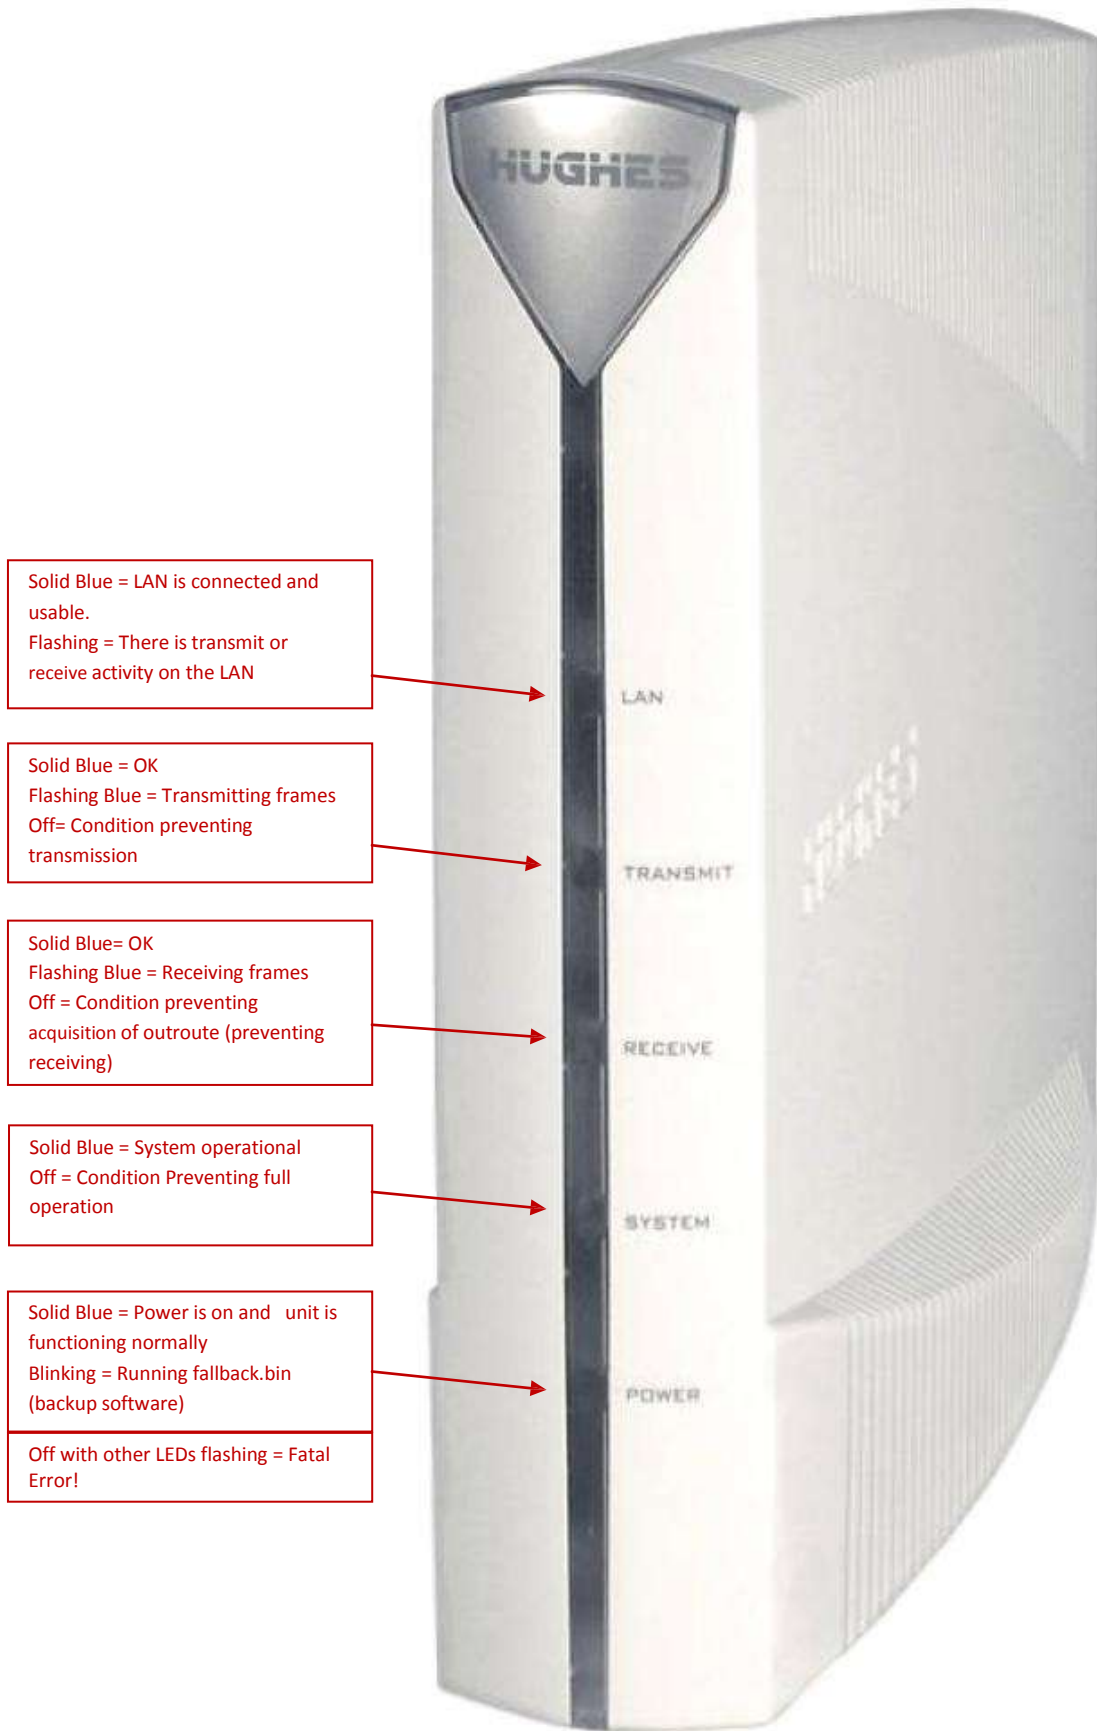 HUGHES
Solid Blue = LAN is connected and
usable.
Flashing = There is transmit or
receive activity on the LAN
LAN
Solid Blue = OK
Flashing Blue = Transmitting frames
Off= Condition preventing
transmission
TRANSMIT
Solid Blue= OK
Flashing Blue = Receiving frames
Off = Condition preventing
acquisition of outroute (preventing
receiving)
RECEIVE
Solid Blue = System operational
Off = Condition Preventing full
operation
SYSTEM
Solid Blue = Power is on and unit is
functioning normally
Blinking = Running fallback.bin
(backup software)
POWER
Off with other LEDs flashing = Fatal
Error!